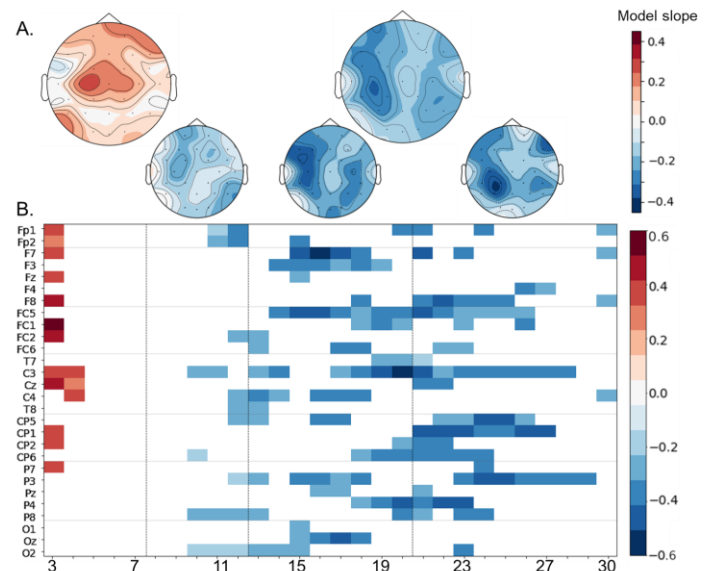 Model slope
A.
0.4
0.2
0.0
−0.2
−0.4
B.
Fp1
Fp2
F7
F3
Fz
F4
F8
FC5
FC1
FC2
FC6
T7
C3
Cz
C4
T8
CP5
CP1
CP2
CP6
P7
P3
Pz
P4
P8
O1
Oz
O2
3 7 11 15 19 23 27 30
0.6
0.4
0.2
0.0
−0.2
−0.4
−0.6